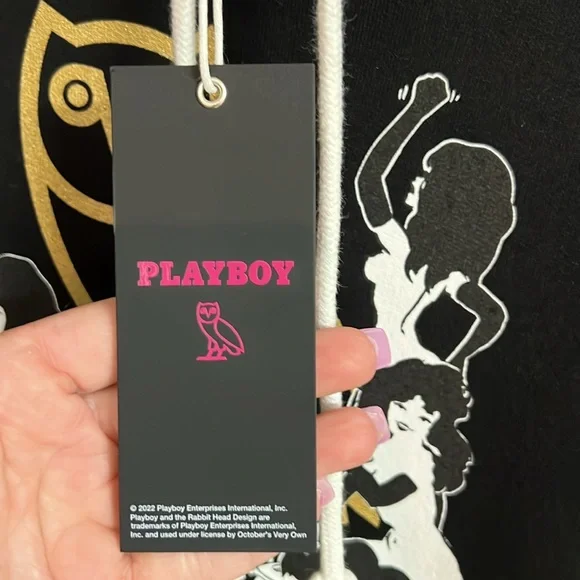 PLAYBOY
© 2022 Playboy Enterprises International, Inc.
Playboy and the Rabbit Head Design are
trademarks of Playboy Enterprises International,
Inc. and used under license by October's Very Own